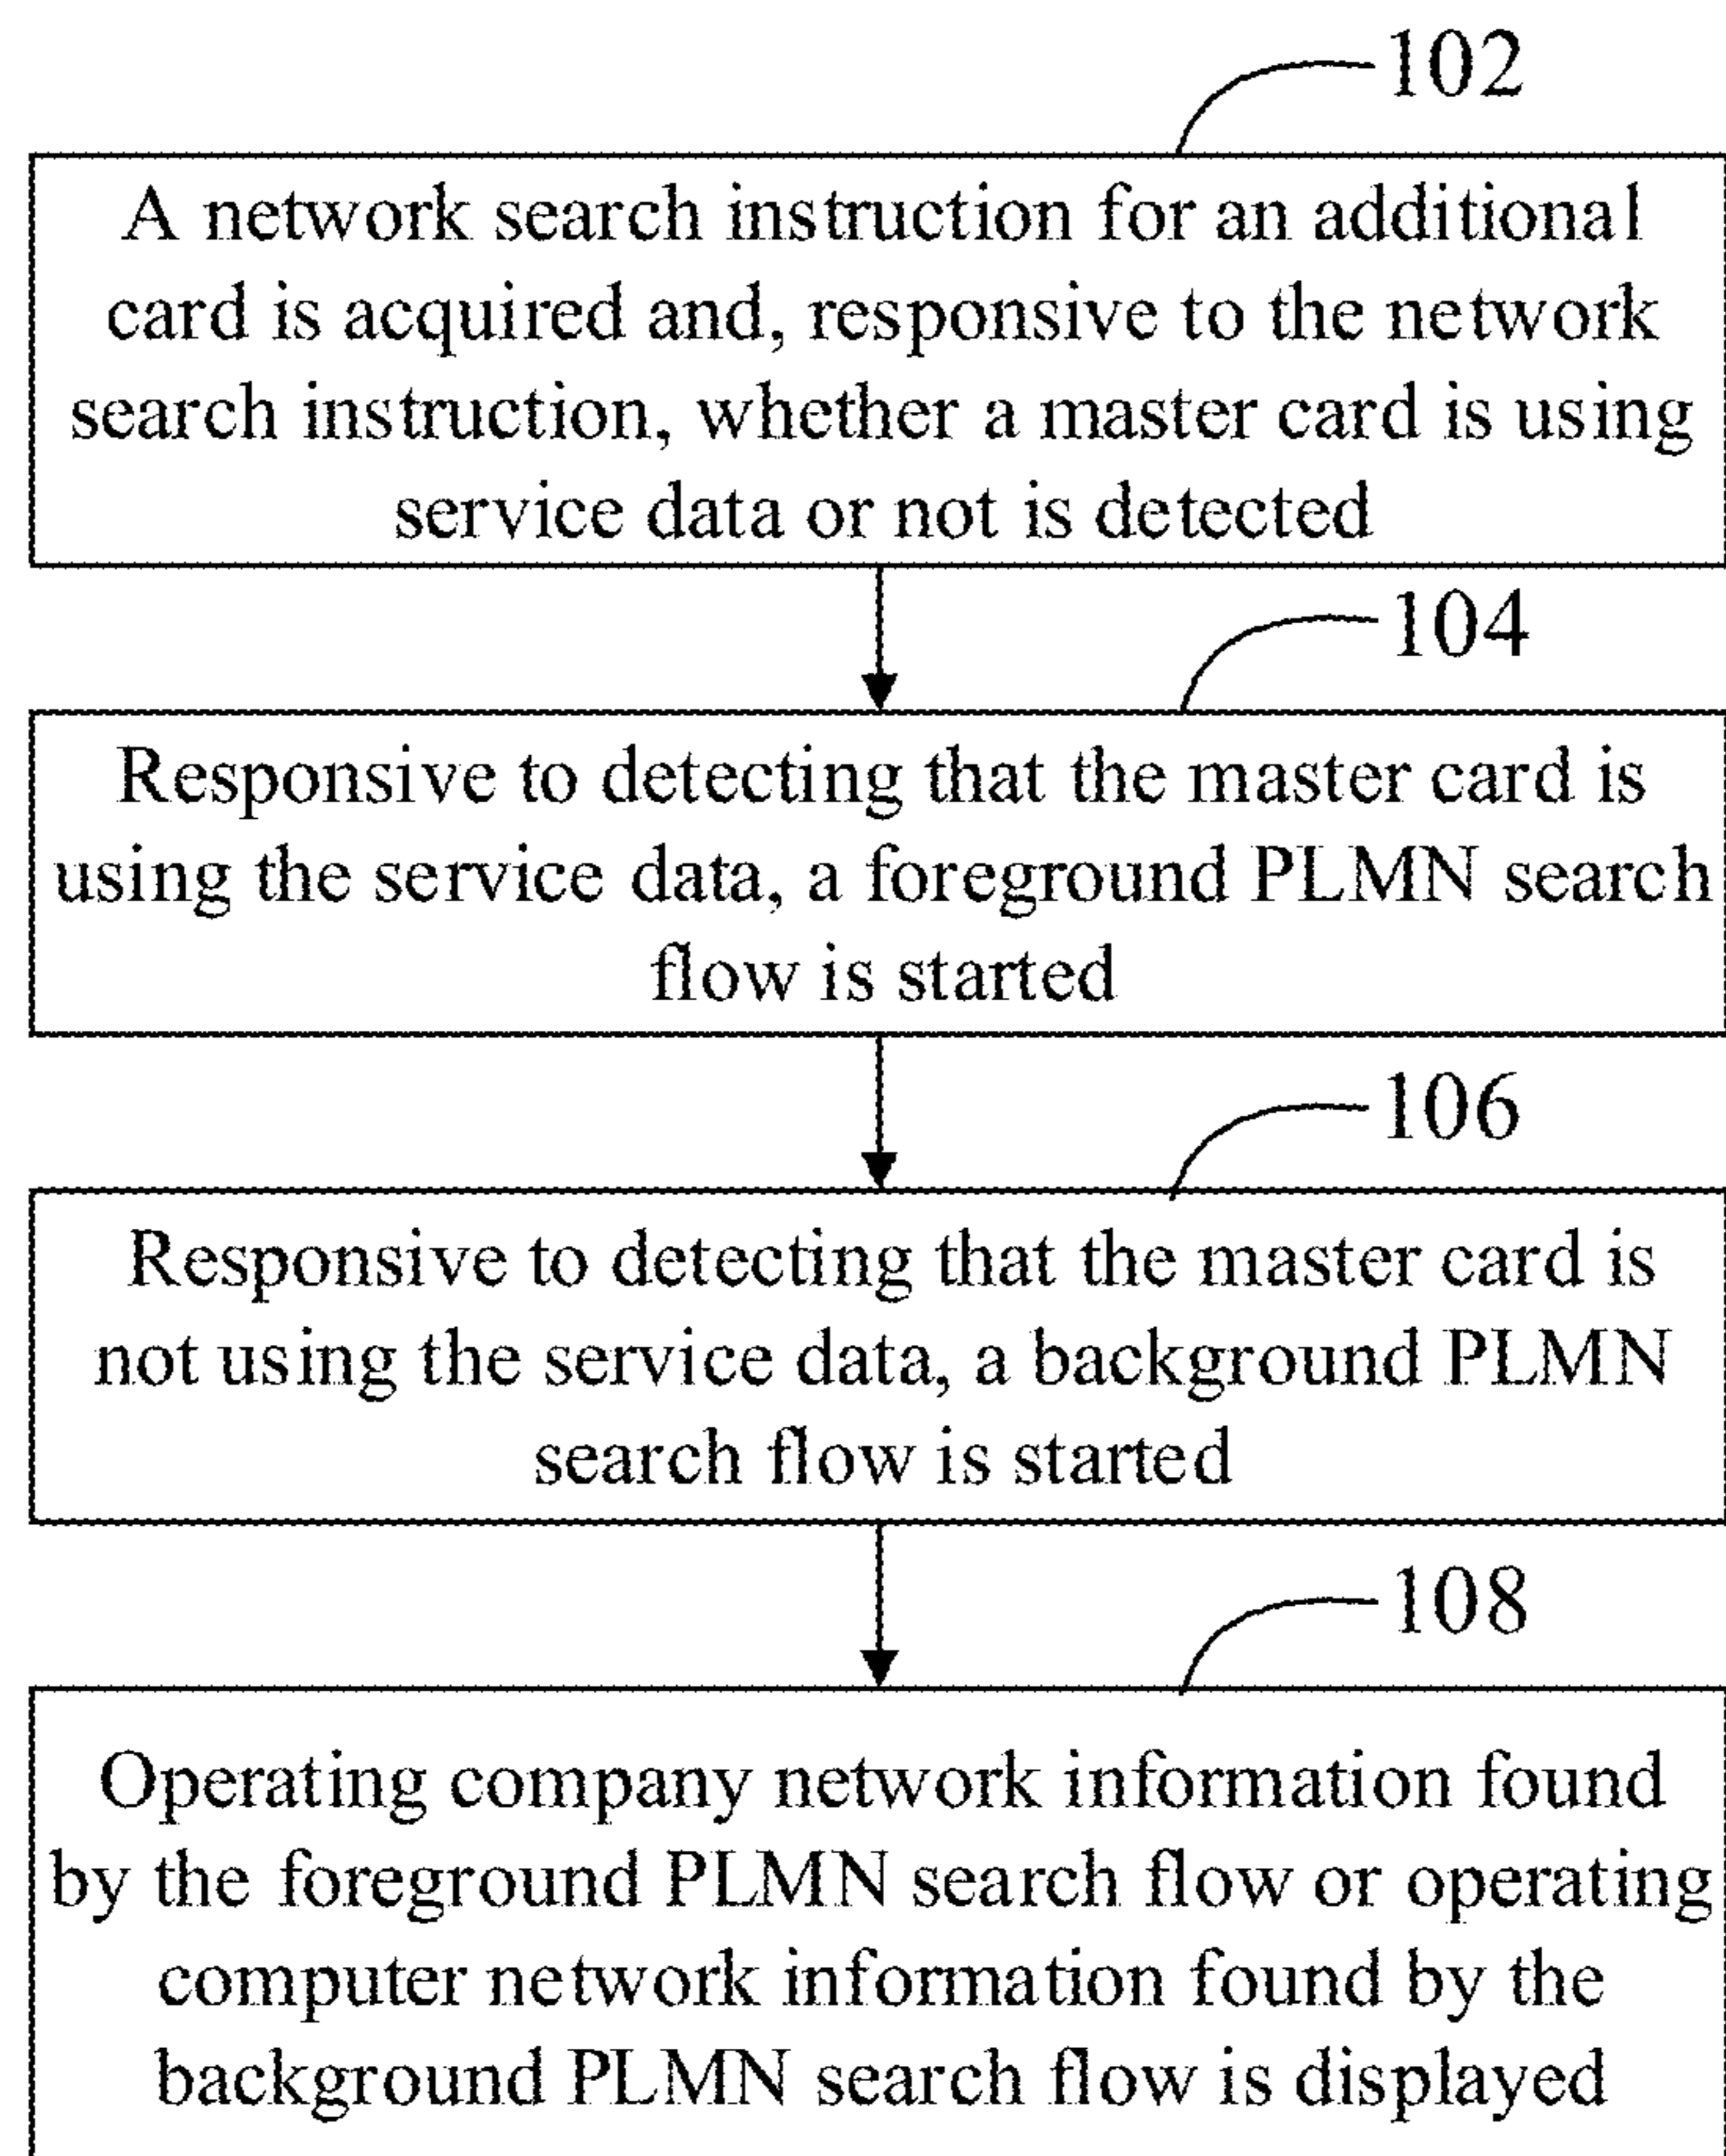 102
A network search instruction for an additional
card is acquired and, responsive to the network
search instruction, whether a master card is using
service data or not is detected
104
Responsive to detecting that the master card is
using the service data, a foreground PLMN search
flow is started
106
Responsive to detecting that the master card is
not using the service data, a background PLMN
search flow is started
108
Operating company network information found
by the foreground PLMN search flow or operating
computer network information found by the
background PLMN search flow is displayed